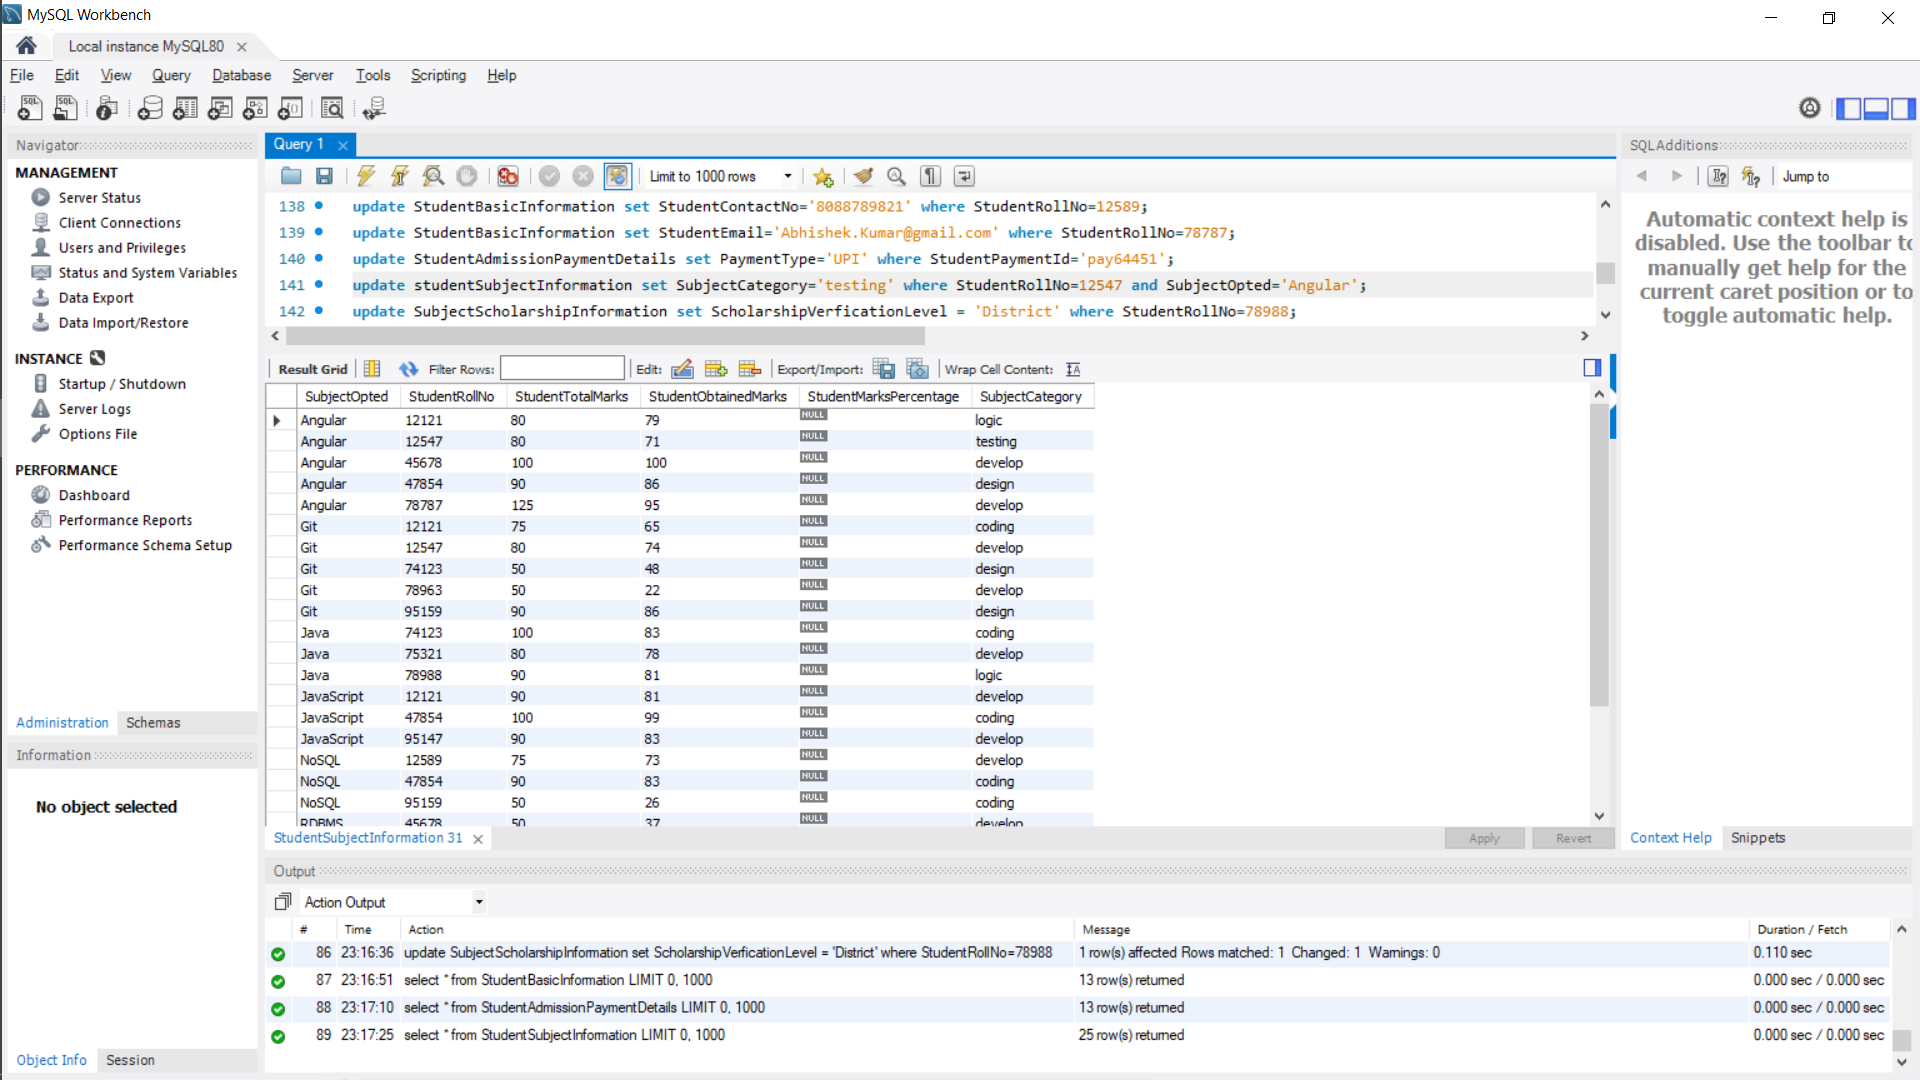 MySQL Workbench
Local instance MySQL80
File Edit View Query Database Server Tools Scripting Help
Navigator
MANAGEMENT
Server Status
Client Connections
Users and Privileges
Status and System Variables
Data Export
Data Import/Restore
INSTANCE
Startup / Shutdown
Server Logs
Options File
PERFORMANCE
Dashboard
Performance Reports
Performance Schema Setup
Administration Schemas
Information
No object selected
Object Info Session
Query 1
Limit to 1000 rows
138 update StudentBasicInformation set StudentContactNo='8088789821' where StudentRollNo=12589;
139 update StudentBasicInformation set StudentEmail='Abhishek.Kumar@gmail.com' where StudentRollNo=78787;
140 update StudentAdmissionPaymentDetails set PaymentType='UPI' where StudentPaymentId='pay64451';
141 update studentSubjectInformation set SubjectCategory='testing' where StudentRollNo=12547 and SubjectOpted='Angular';
142 update SubjectScholarshipInformation set ScholarshipVerficationLevel = 'District' where StudentRollNo=78988;
Result Grid Filter Rows: Edit: Export/Import: Wrap Cell Content:
SubjectOpted StudentRollNo StudentTotalMarks StudentObtainedMarks StudentMarksPercentage SubjectCategory
Angular 12121 80 79 NULL logic
Angular 12547 80 71 NULL testing
Angular 45678 100 100 NULL develop
Angular 47854 90 86 NULL design
Angular 78787 125 95 NULL develop
Git 12121 75 65 NULL coding
Git 12547 80 74 NULL develop
Git 74123 50 48 NULL design
Git 78963 50 22 NULL develop
Git 95159 90 86 NULL design
Java 74123 100 83 NULL coding
Java 75321 80 78 NULL develop
Java 78988 90 81 NULL logic
JavaScript 12121 90 81 NULL develop
JavaScript 47854 100 99 NULL coding
JavaScript 95147 90 83 NULL develop
NoSQL 12589 75 73 NULL develop
NoSQL 47854 90 83 NULL coding
NoSQL 95159 50 26 NULL coding
RDBMS 45678 50 37 NULL develop
StudentSubjectInformation 31
Apply Revert
SQLAdditions
Jump to
Automatic context help is
disabled. Use the toolbar to
manually get help for the
current caret position or to
toggle automatic help.
Context Help Snippets
Output
Action Output
# Time Action Message Duration / Fetch
86 23:16:36 update SubjectScholarshipInformation set ScholarshipVerficationLevel = 'District' where StudentRollNo=78988 1 row(s) affected Rows matched: 1 Changed: 1 Warnings: 0 0.110 sec
87 23:16:51 select * from StudentBasicInformation LIMIT 0, 1000 13 row(s) returned 0.000 sec / 0.000 sec
88 23:17:10 select * from StudentAdmissionPaymentDetails LIMIT 0, 1000 13 row(s) returned 0.000 sec / 0.000 sec
89 23:17:25 select * from StudentSubjectInformation LIMIT 0, 1000 25 row(s) returned 0.000 sec / 0.000 sec